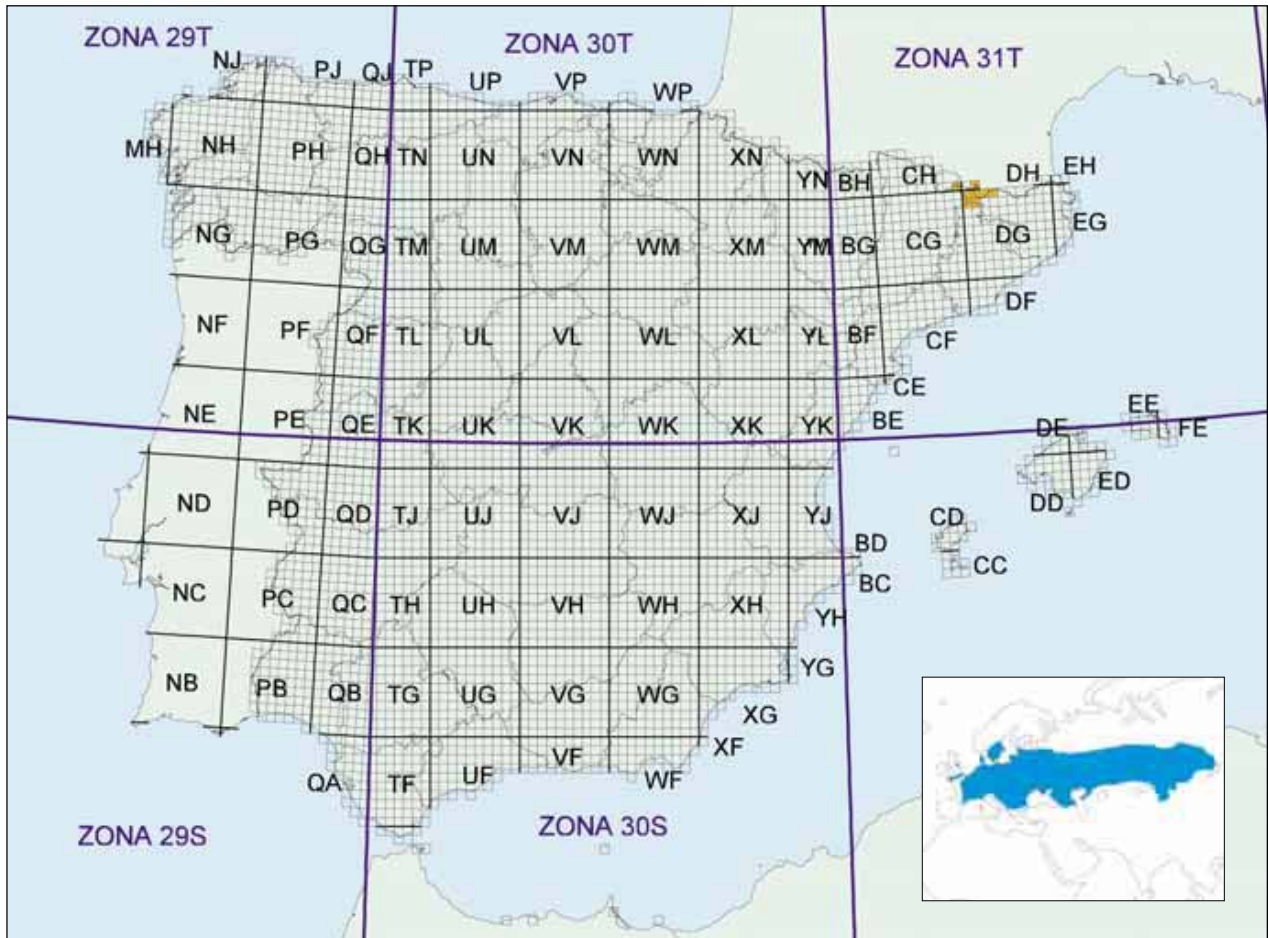 ZONA 29T
ZONA 30T
ZONA 31T
NJ
PJ
QJ
TP
UP
VP
WP
MH
NH
PH
QH
TN
UN
VN
WN
XN
YN
BH
CH
DH
EH
NG
PG
QG
TM
UM
VM
WM
XM
YM
BG
CG
DG
EG
NF
PF
QF
TL
UL
VL
WL
XL
YL
BF
CF
DF
NE
PE
QE
TK
UK
VK
WK
XK
YK
BE
CE
DE
EE
FE
ND
PD
QD
TJ
UJ
VJ
WJ
XJ
YJ
BD
CD
DD
ED
NC
PC
QC
TH
UH
VH
WH
XH
YH
BC
CC
NB
PB
QB
TG
UG
VG
WG
XG
YG
QA
TF
UF
VF
WF
XF
ZONA 29S
ZONA 30S